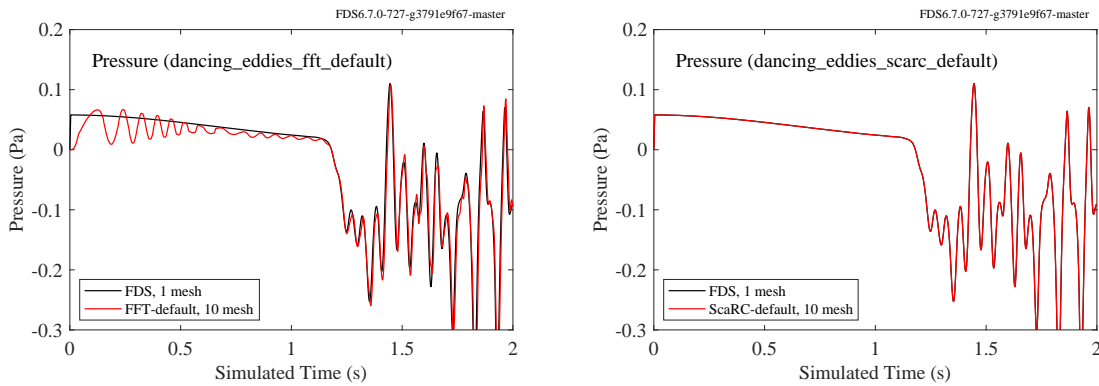 FDS6.7.0-727-g3791e9f67-master
Pressure (dancing_eddies_fft_default)
0.2
0.1
0
-0.1
-0.2
-0.3
Pressure (Pa)
FDS, 1 mesh
FFT-default, 10 mesh
0 0.5 1 1.5 2
Simulated Time (s)
FDS6.7.0-727-g3791e9f67-master
Pressure (dancing_eddies_scarc_default)
0.2
0.1
0
-0.1
-0.2
-0.3
Pressure (Pa)
FDS, 1 mesh
ScaRC-default, 10 mesh
0 0.5 1 1.5 2
Simulated Time (s)